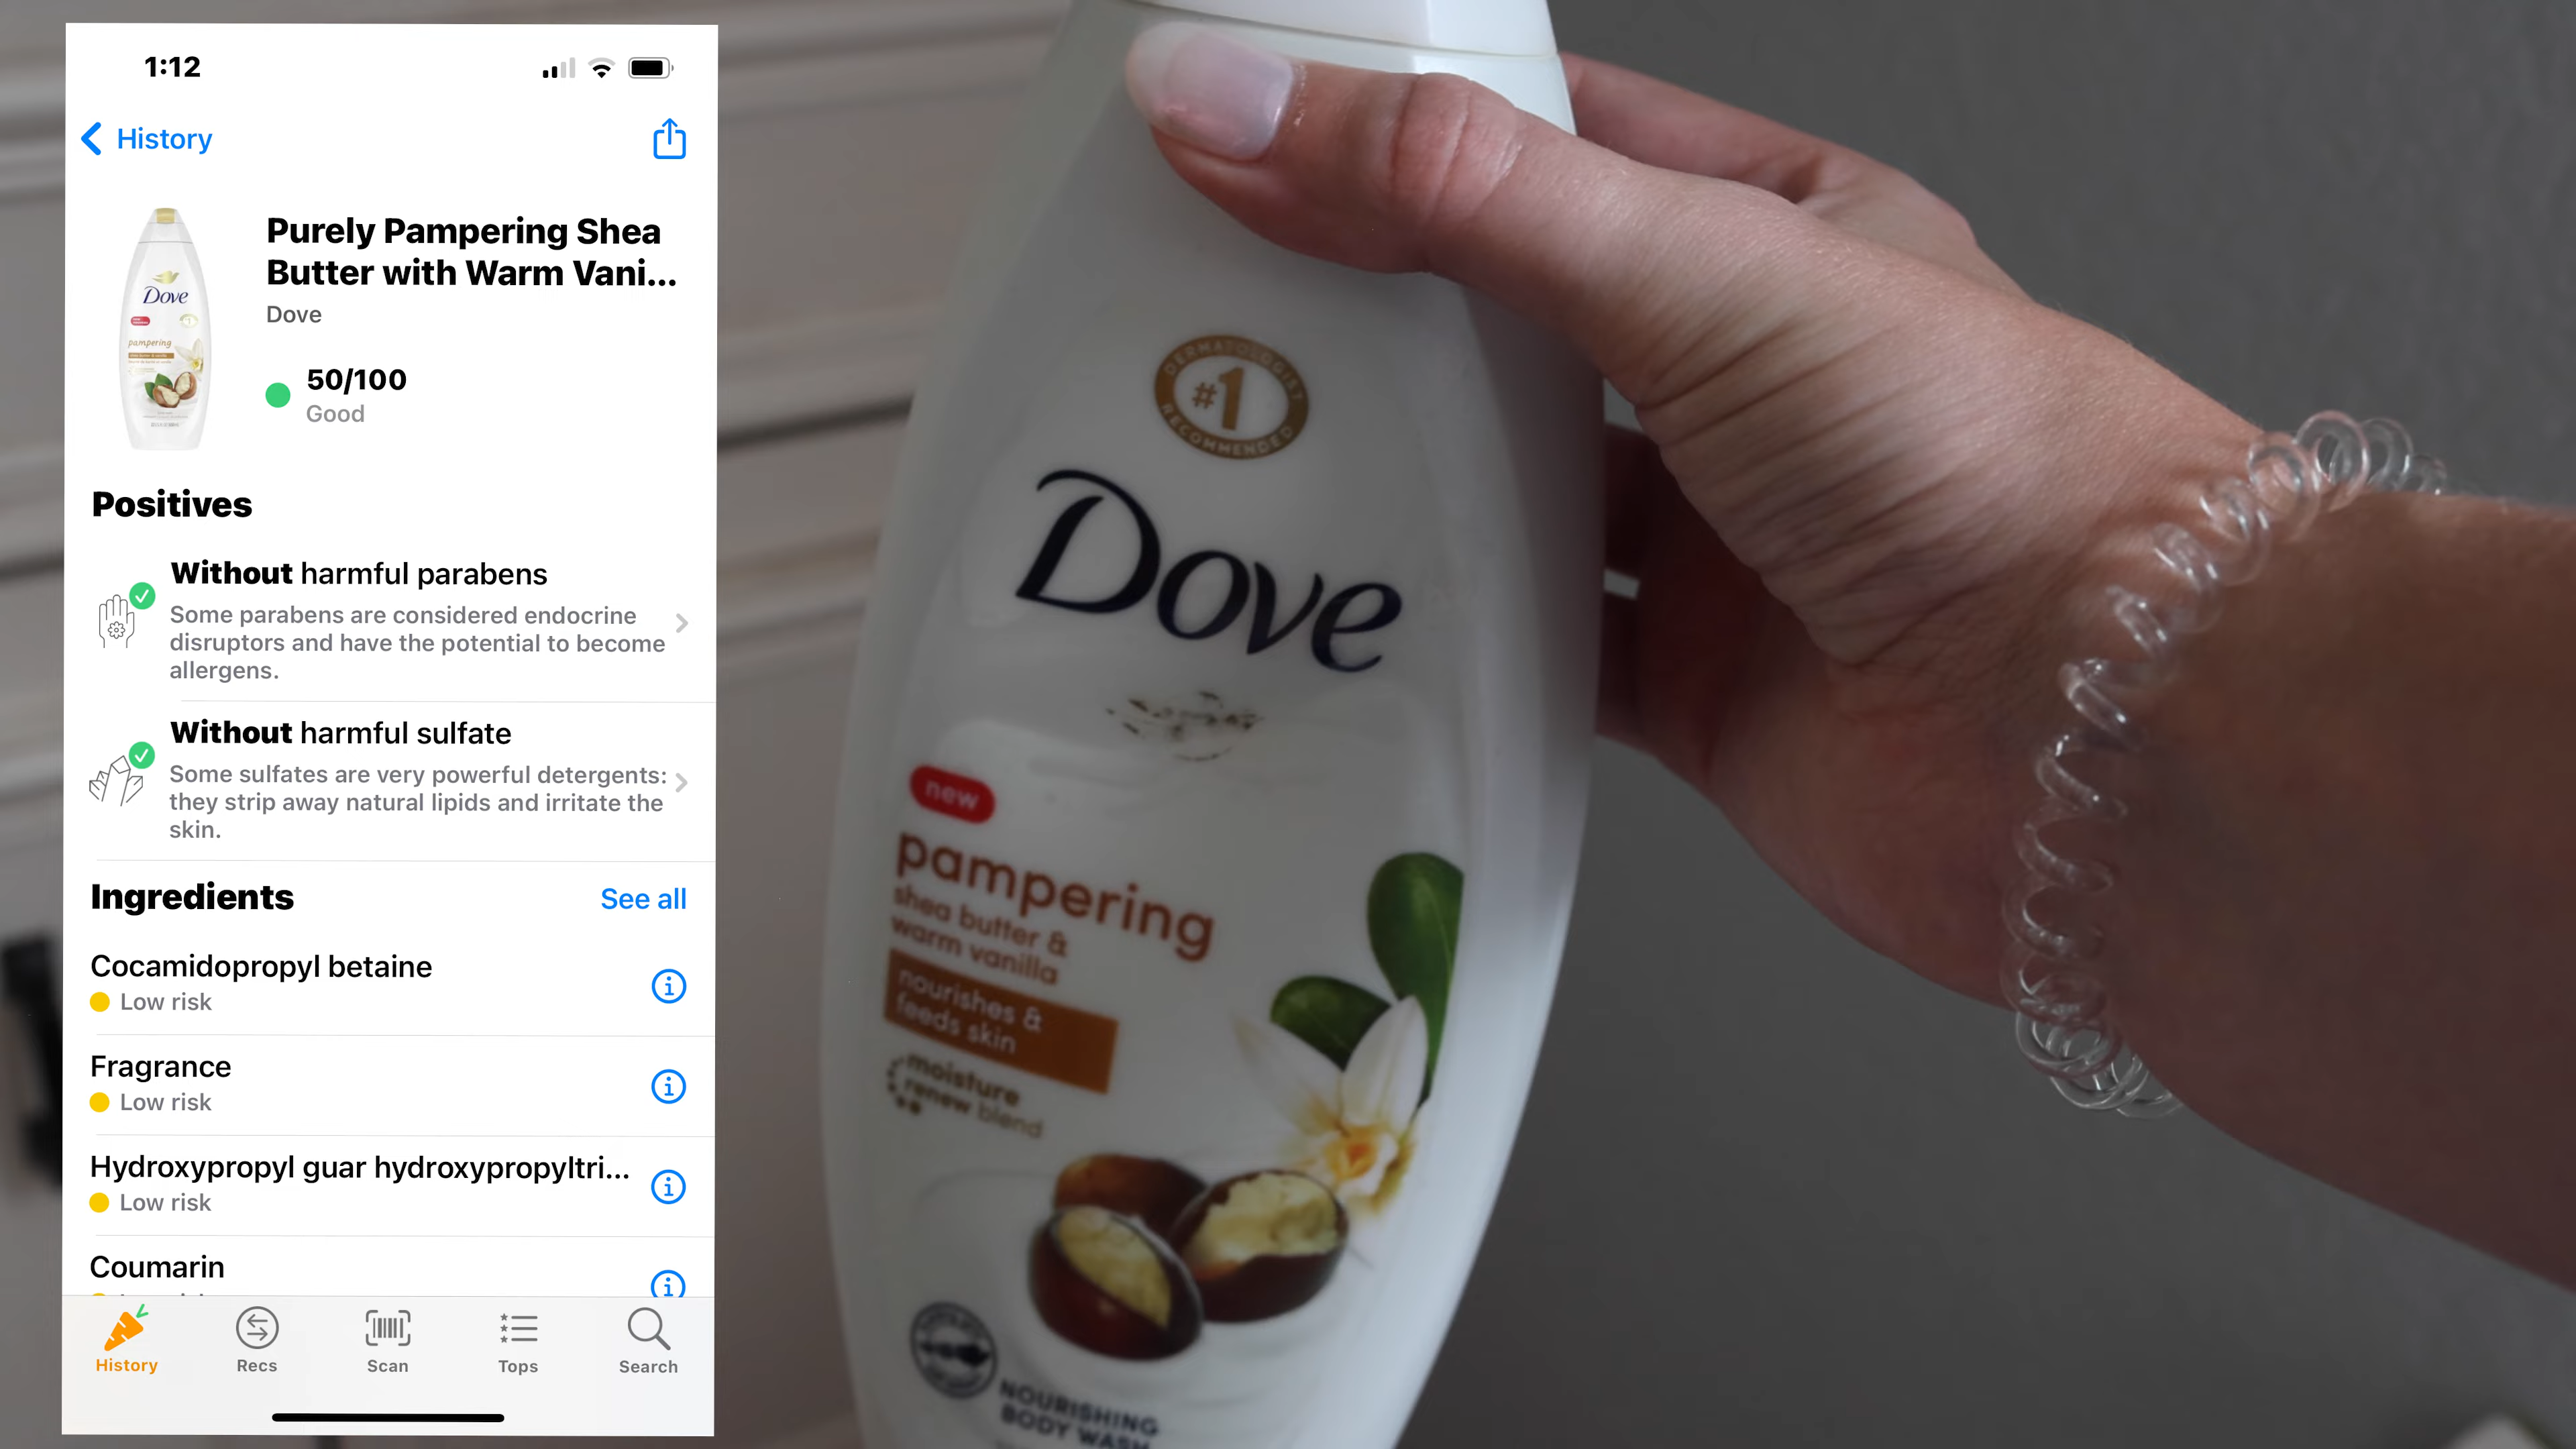 1:12
History
Dove
pampering
Purely Pampering Shea
Butter with Warm Vani...
Dove
50/100
Good
Positives
Without harmful parabens
Some parabens are considered endocrine
disruptors and have the potential to become
allergens.
Without harmful sulfate
Some sulfates are very powerful detergents:
they strip away natural lipids and irritate the
skin.
Ingredients
See all
Cocamidopropyl betaine
Low risk
Fragrance
Low risk
Hydroxypropyl guar hydroxypropyltri...
Low risk
Coumarin
History
Recs
Scan
Tops
Search
DERMATOLOGIST
#1
RECOMMENDED
Dove
new
pampering
shea butter &
warm vanilla
nourishes &
feeds skin
moisture
renew blend
NOURISHING
BODY WASH